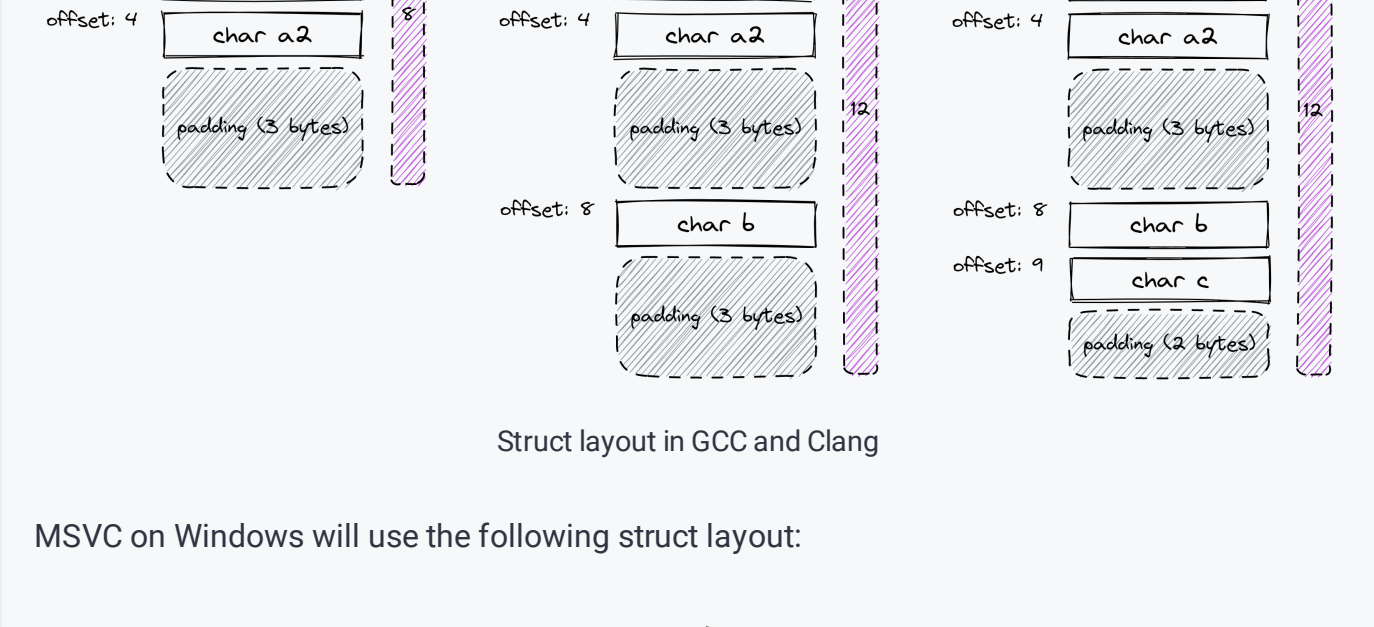 8
offset: 4
char a2
padding (3 bytes)
offset: 4
char a2
padding (3 bytes)
12
offset: 8
char b
padding (3 bytes)
offset: 4
char a2
padding (3 bytes)
12
offset: 8
char b
offset: 9
char c
padding (2 bytes)
Struct layout in GCC and Clang
MSVC on Windows will use the following struct layout: